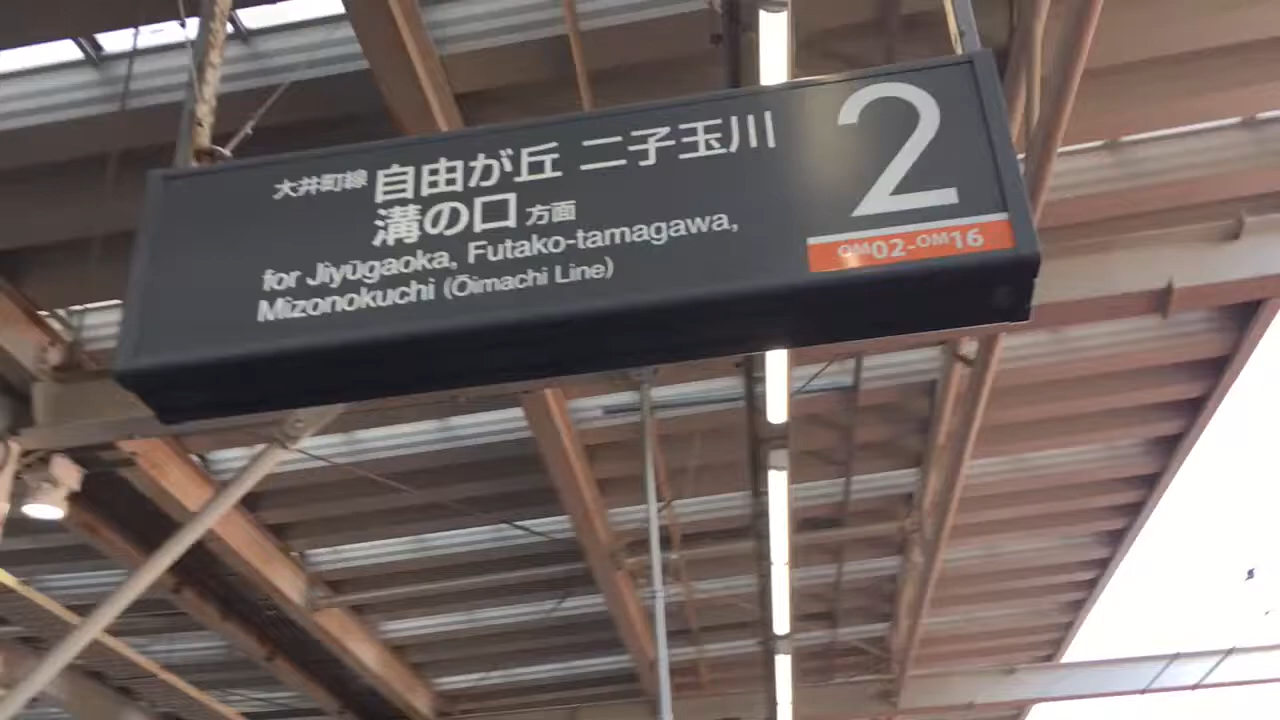 大井町線 自由が丘 二子玉川
溝の口 方面
for Jiyūgaoka, Futako-tamagawa,
Mizonokuchi (Ōimachi Line)
2
OM02-OM16